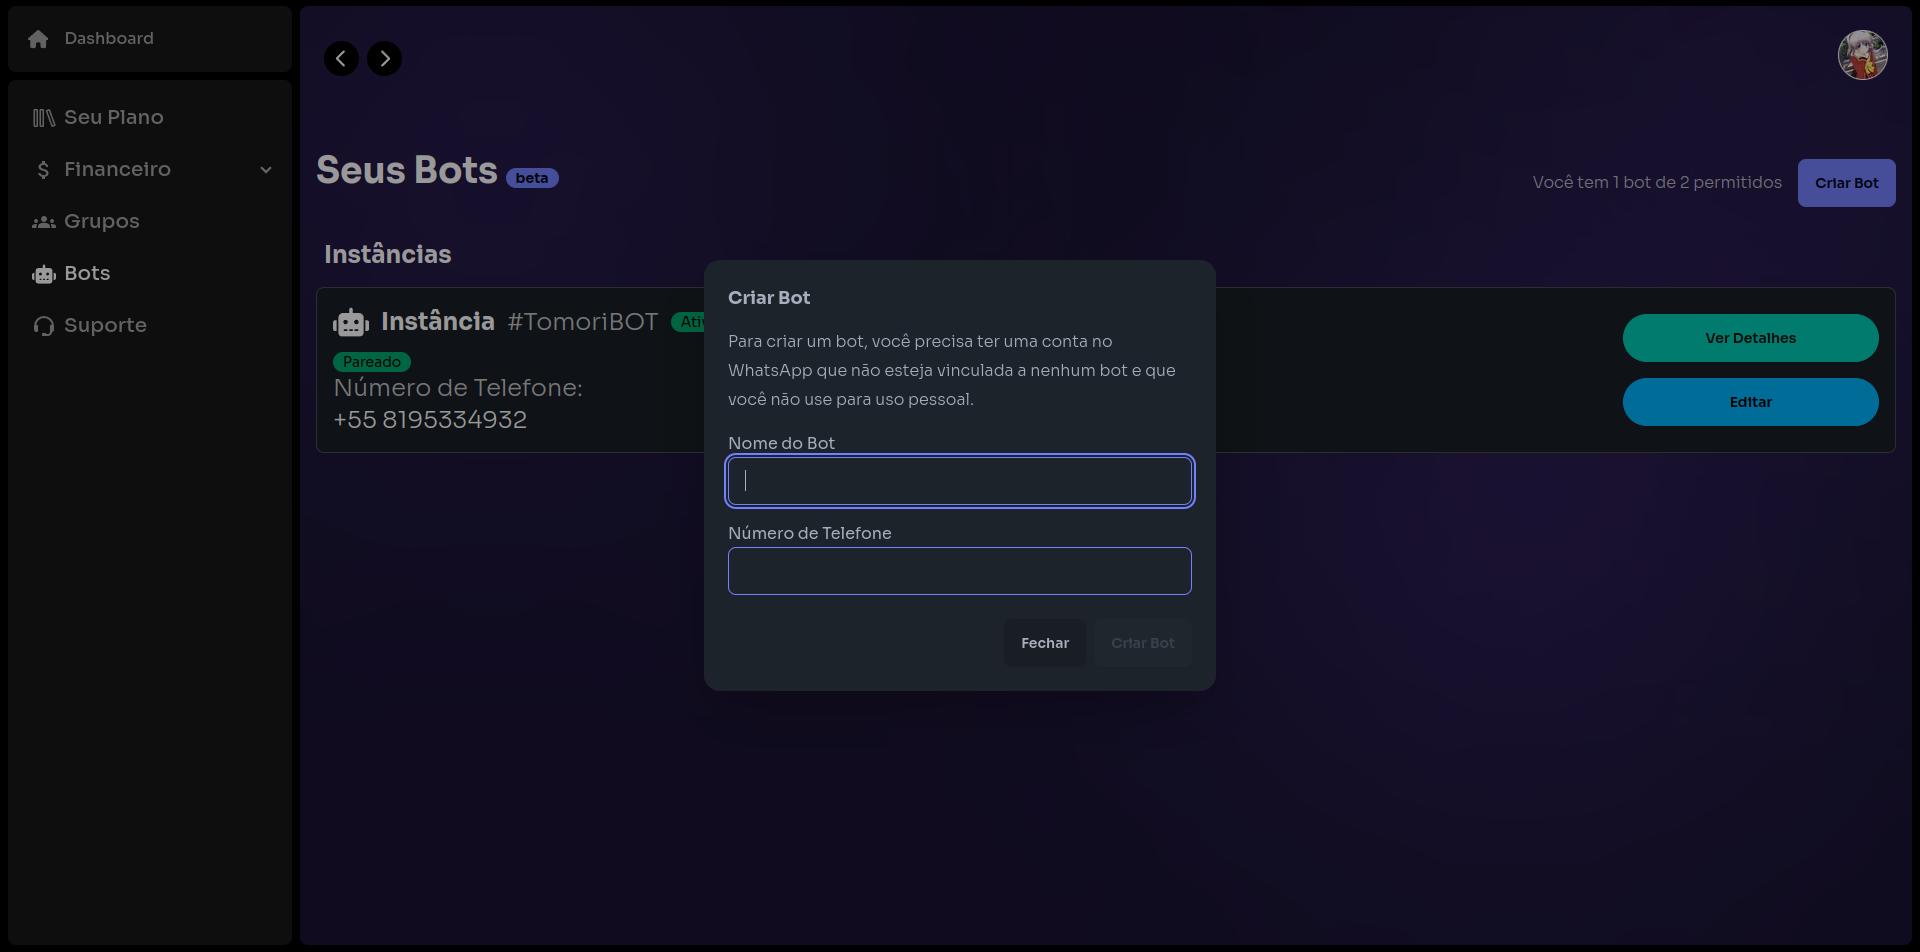 Dashboard
Seu Plano
Financeiro
Grupos
Bots
Suporte
Seus Bots beta
Você tem 1 bot de 2 permitidos
Criar Bot
Instâncias
Instância #TomoriBOT
Pareado
Número de Telefone:
+55 8195334932
Ver Detalhes
Editar
Criar Bot
Para criar um bot, você precisa ter uma conta no
WhatsApp que não esteja vinculada a nenhum bot e que
você não use para uso pessoal.
Nome do Bot
Número de Telefone
Fechar
Criar Bot